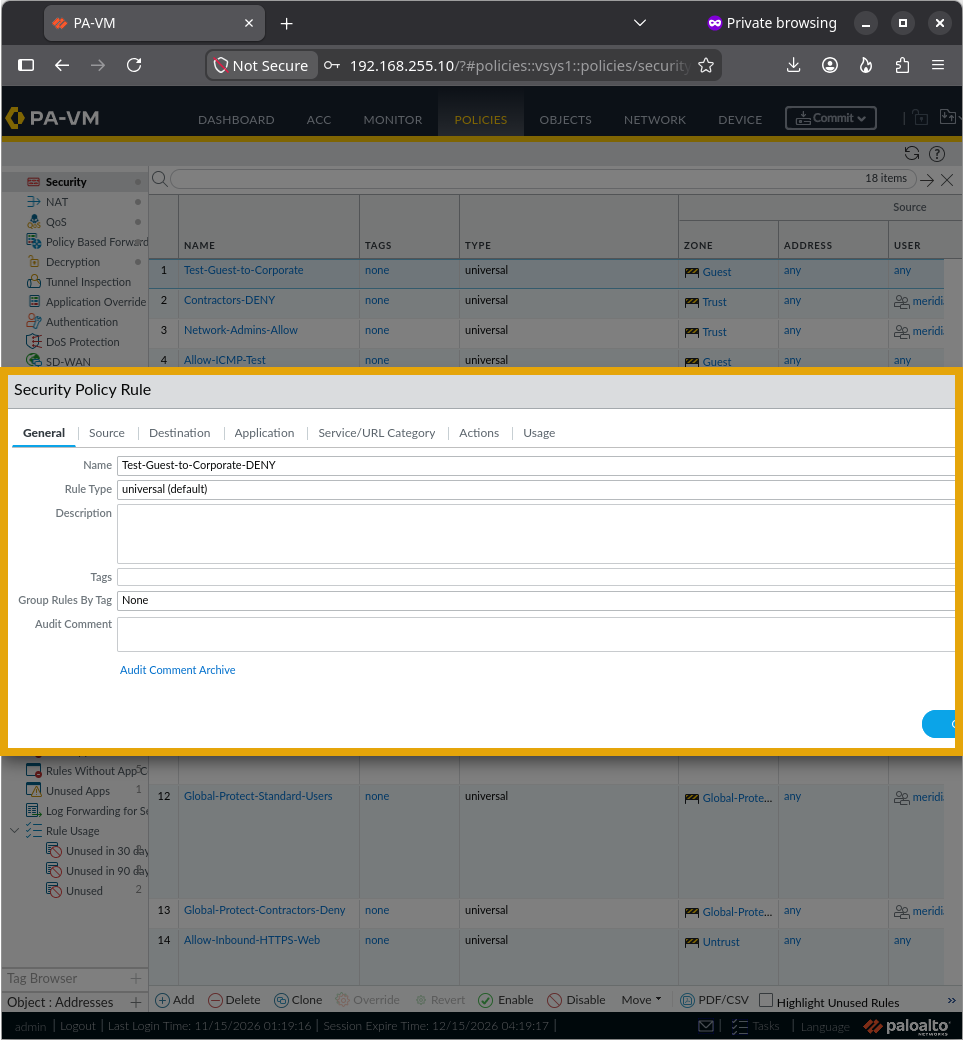 PA-VM
Private browsing
Not Secure 192.168.255.10/?#policies::vsys1::policies/security
PA-VM DASHBOARD ACC MONITOR POLICIES OBJECTS NETWORK DEVICE Commit
Security
NAT
QoS
Policy Based Forward
Decryption
Tunnel Inspection
Application Override
Authentication
DoS Protection
SD-WAN
18 items
Source
NAME TAGS TYPE ZONE ADDRESS USER
1 Test-Guest-to-Corporate none universal Guest any any
2 Contractors-DENY none universal Trust any meridi
3 Network-Admins-Allow none universal Trust any meridi
4 Allow-ICMP-Test none universal Guest any any
Security Policy Rule
General Source Destination Application Service/URL Category Actions Usage
Name Test-Guest-to-Corporate-DENY
Rule Type universal (default)
Description
Tags
Group Rules By Tag None
Audit Comment
Audit Comment Archive
Rules Without App C
Unused Apps 1
Log Forwarding for Se
Rule Usage
Unused in 30 day
Unused in 90 day
Unused 2
12 Global-Protect-Standard-Users none universal Global-Prote... any meridi
13 Global-Protect-Contractors-Deny none universal Global-Prote... any meridi
14 Allow-Inbound-HTTPS-Web none universal Untrust any any
Tag Browser
Object : Addresses
Add Delete Clone Override Revert Enable Disable Move PDF/CSV Highlight Unused Rules
admin | Logout | Last Login Time: 11/15/2026 01:19:16 | Session Expire Time: 12/15/2026 04:19:17 | Tasks | Language paloalto NETWORKS